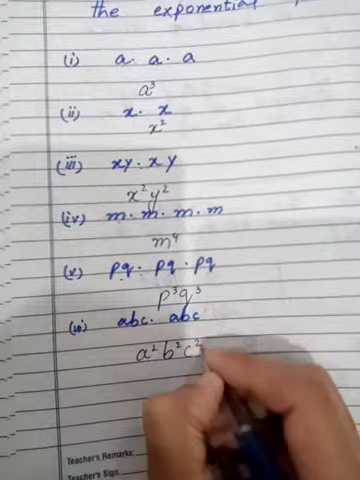 the exponential
(i) a . a . a
a³
(ii) x . x
x²
(iii) xy . xy
x²y²
(iv) m . m . m . m
m⁴
(v) pq . pq . pq
p³q³
(vi) abc . abc
a²b²c²
Teacher's Remarks:
Teacher's Sign